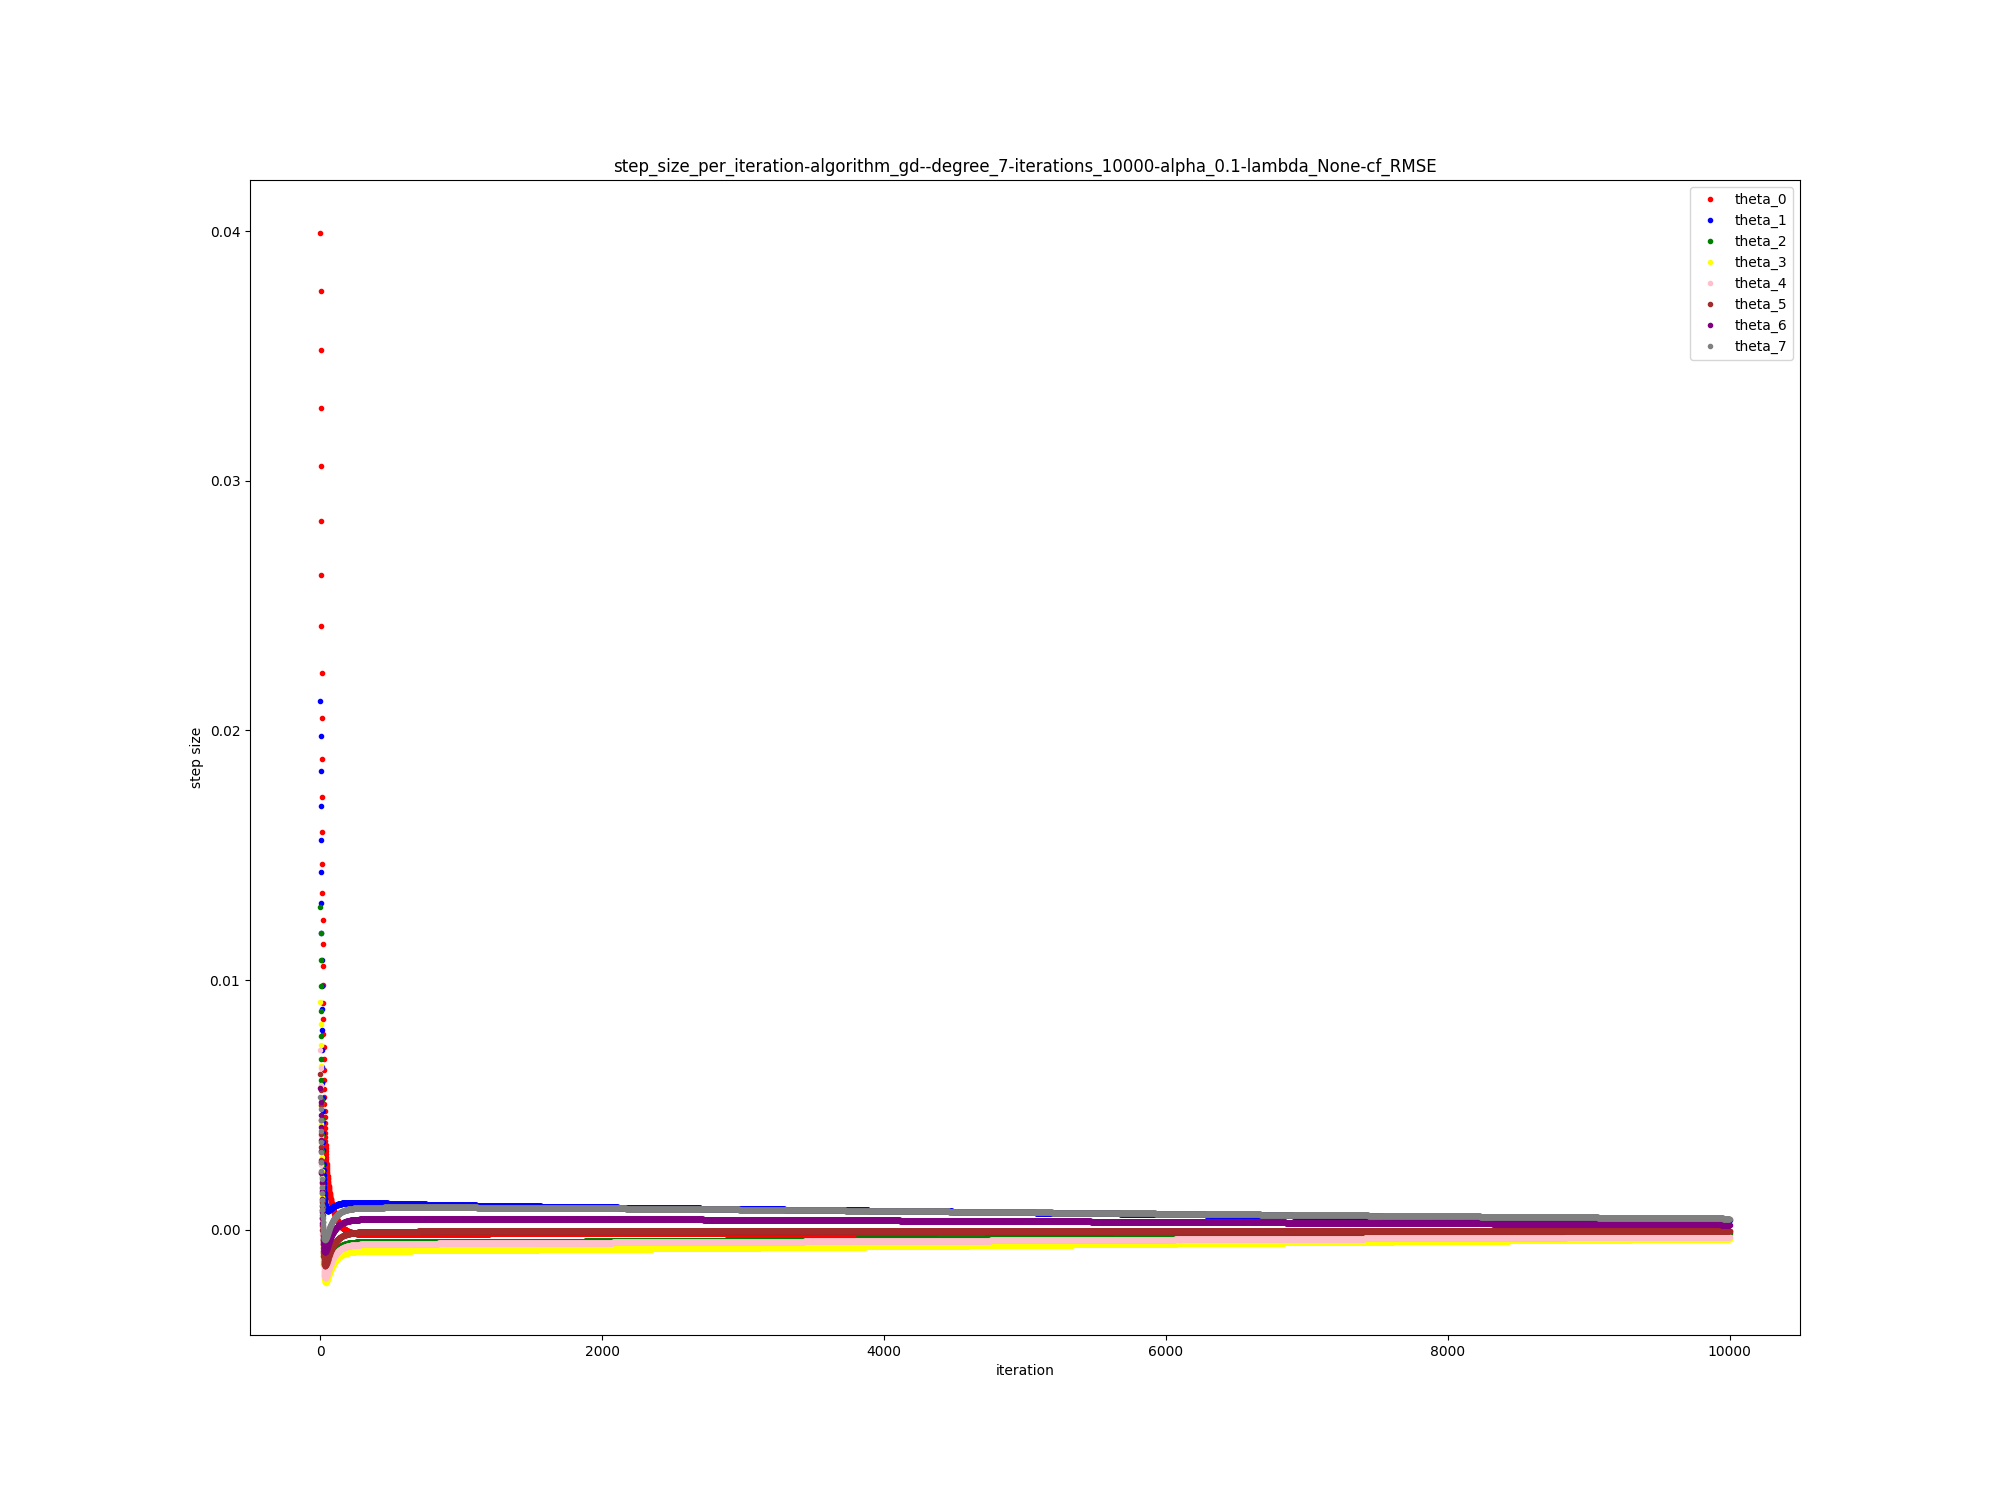 step_size_per_iteration-algorithm_gd--degree_7-iterations_10000-alpha_0.1-lambda_None-cf_RMSE
theta_0
theta_1
theta_2
theta_3
theta_4
theta_5
theta_6
theta_7
0.04
0.03
0.02
0.01
0.00
step size
0
2000
4000
6000
8000
10000
iteration